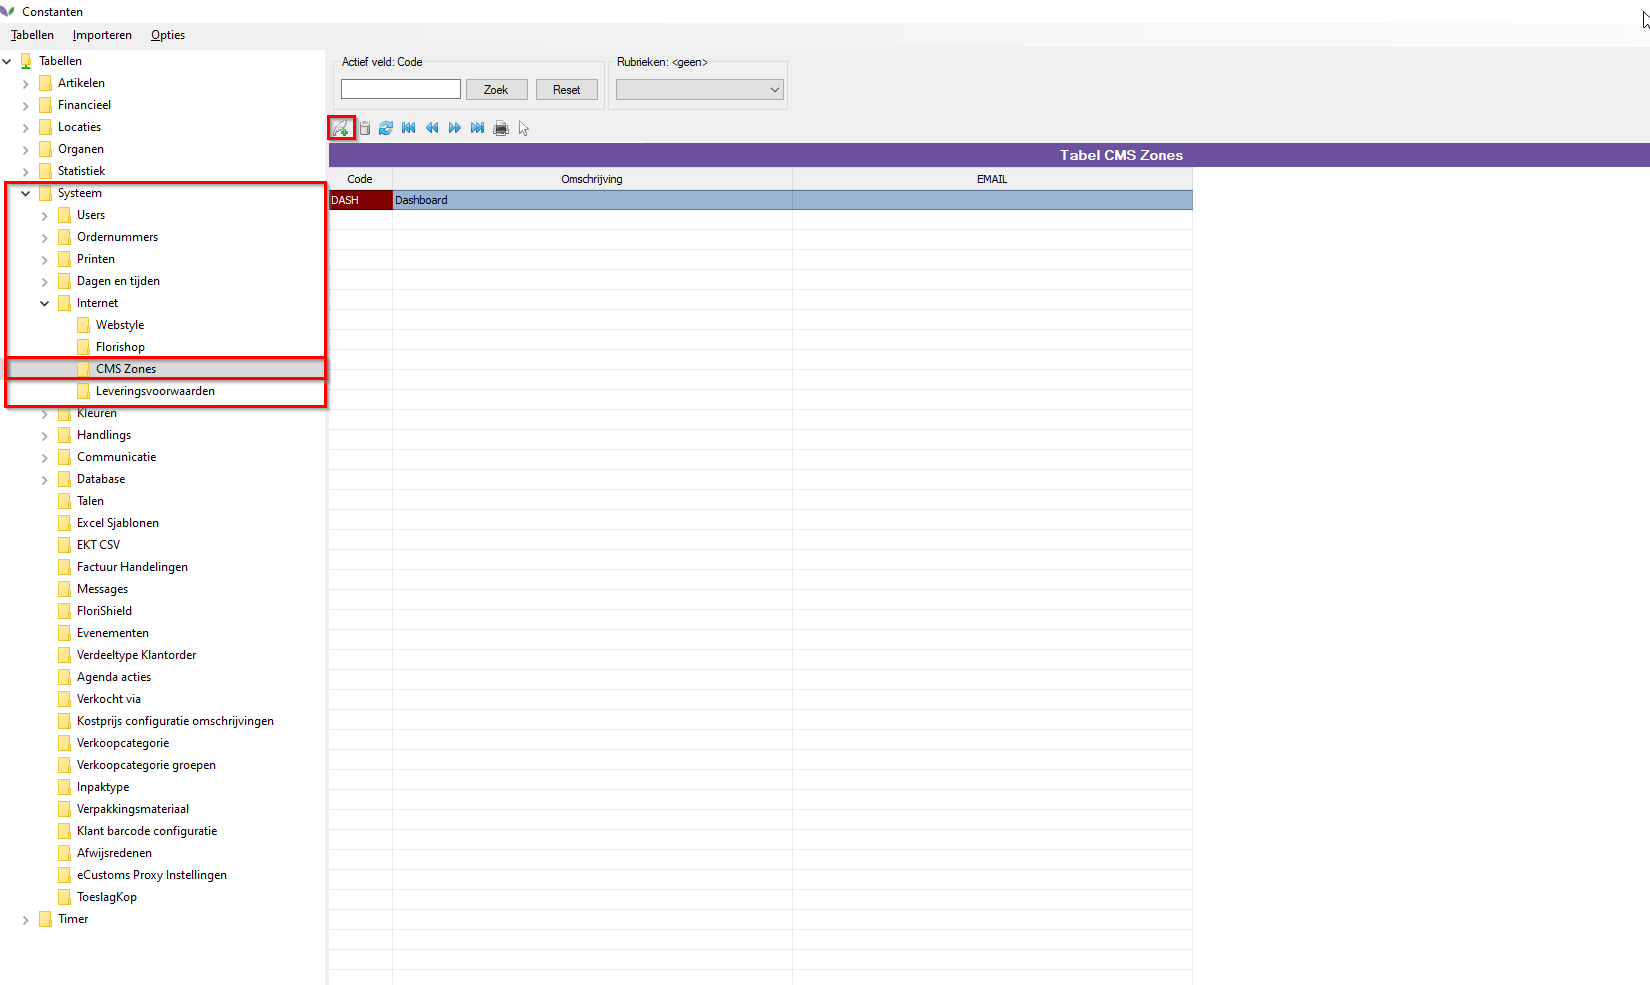 Constanten
Tabellen Importeren Opties
Tabellen
Artikelen
Financieel
Locaties
Organen
Statistiek
Systeem
Users
Ordernummers
Printen
Dagen en tijden
Internet
Webstyle
Florishop
CMS Zones
Leveringsvoorwaarden
Kleuren
Handlings
Communicatie
Database
Talen
Excel Sjablonen
EKT CSV
Factuur Handelingen
Messages
FloriShield
Evenementen
Verdeeltype Klantorder
Agenda acties
Verkocht via
Kostprijs configuratie omschrijvingen
Verkoopcategorie
Verkoopcategorie groepen
Inpaktype
Verpakkingsmateriaal
Klant barcode configuratie
Afwijsredenen
eCustoms Proxy Instellingen
ToeslagKop
Timer
Actief veld: Code
Zoek Reset
Rubrieken: <geen>
Tabel CMS Zones
Code Omschrijving EMAIL
DASH Dashboard